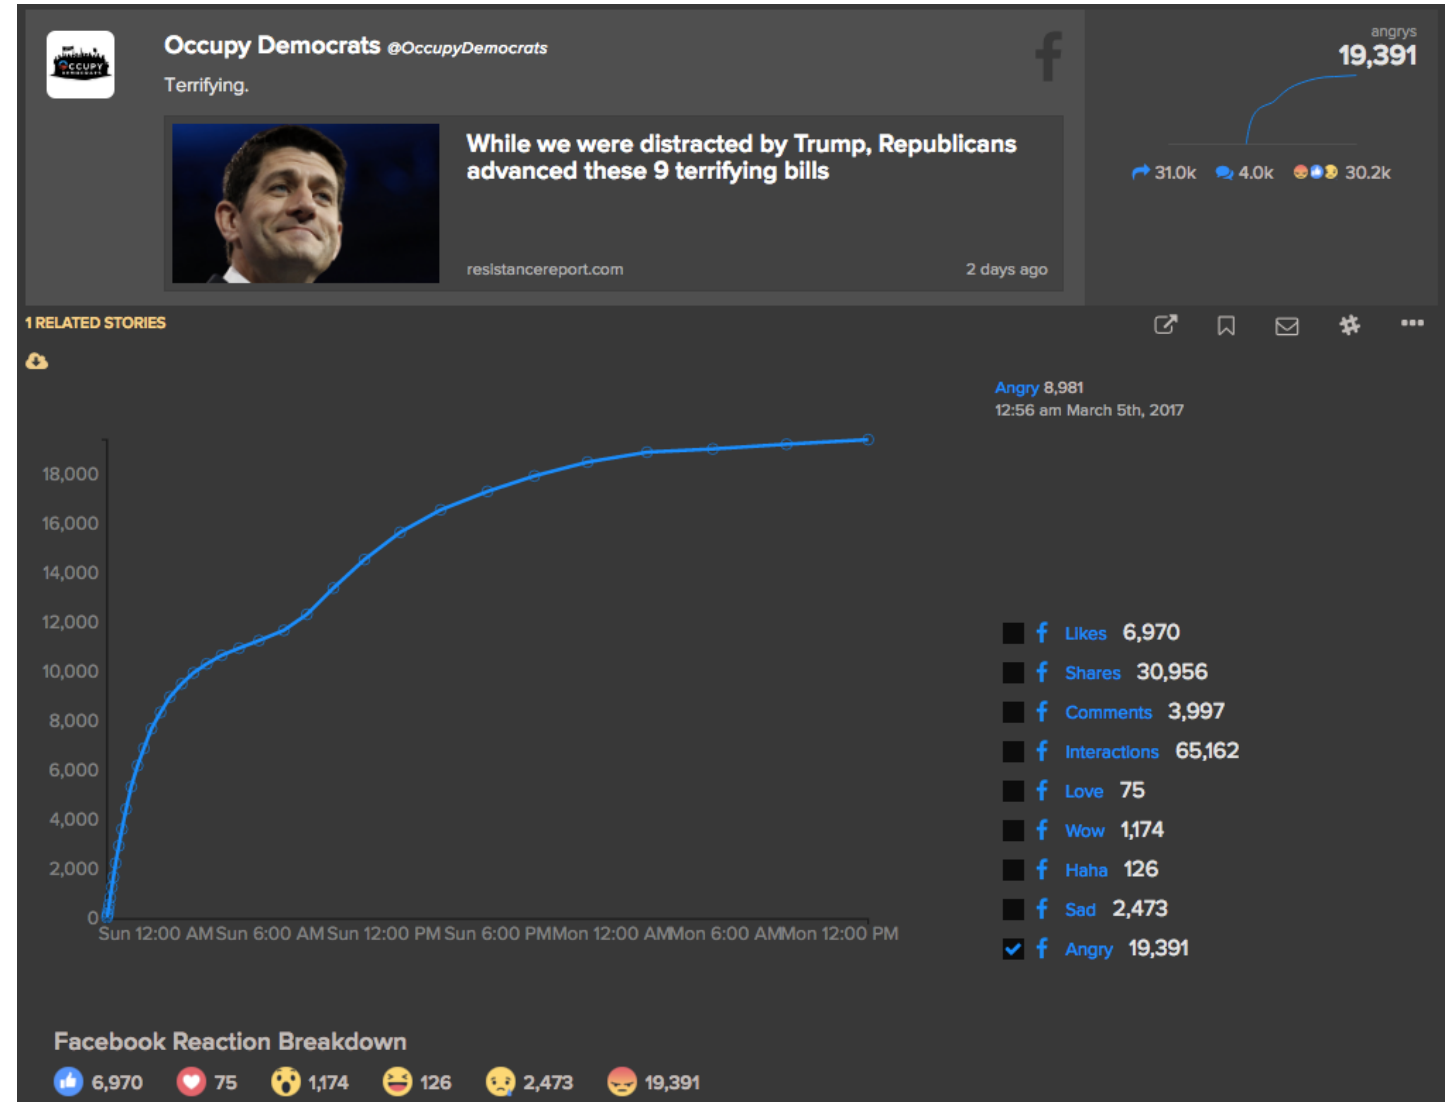 Occupy Democrats @OccupyDemocrats
Terrifying.
OCCUPY
DEMOCRATS
While we were distracted by Trump, Republicans
advanced these 9 terrifying bills
resistancereport.com
2 days ago
angrys
19,391
31.0k 4.0k 30.2k
1 RELATED STORIES
Angry 8,981
12:56 am March 5th, 2017
18,000
16,000
14,000
12,000
10,000
8,000
6,000
4,000
2,000
0
Sun 12:00 AM Sun 6:00 AM Sun 12:00 PM Sun 6:00 PM Mon 12:00 AM Mon 6:00 AM Mon 12:00 PM
Likes 6,970
Shares 30,956
Comments 3,997
Interactions 65,162
Love 75
Wow 1,174
Haha 126
Sad 2,473
Angry 19,391
Facebook Reaction Breakdown
6,970 75 1,174 126 2,473 19,391